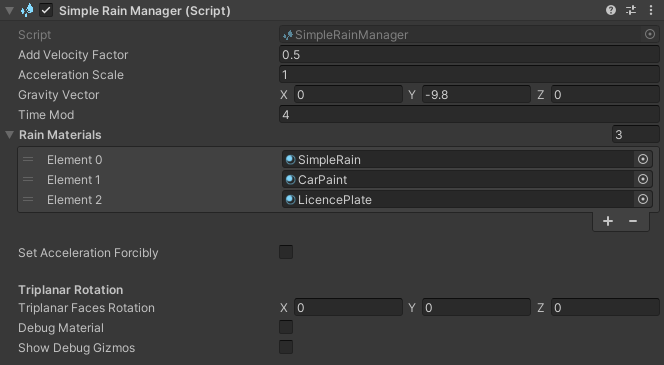 Simple Rain Manager (Script)
Script SimpleRainManager
Add Velocity Factor 0.5
Acceleration Scale 1
Gravity Vector X 0 Y -9.8 Z 0
Time Mod 4
Rain Materials 3
Element 0 SimpleRain
Element 1 CarPaint
Element 2 LicencePlate
Set Acceleration Forcibly
Triplanar Rotation
Triplanar Faces Rotation X 0 Y 0 Z 0
Debug Material
Show Debug Gizmos